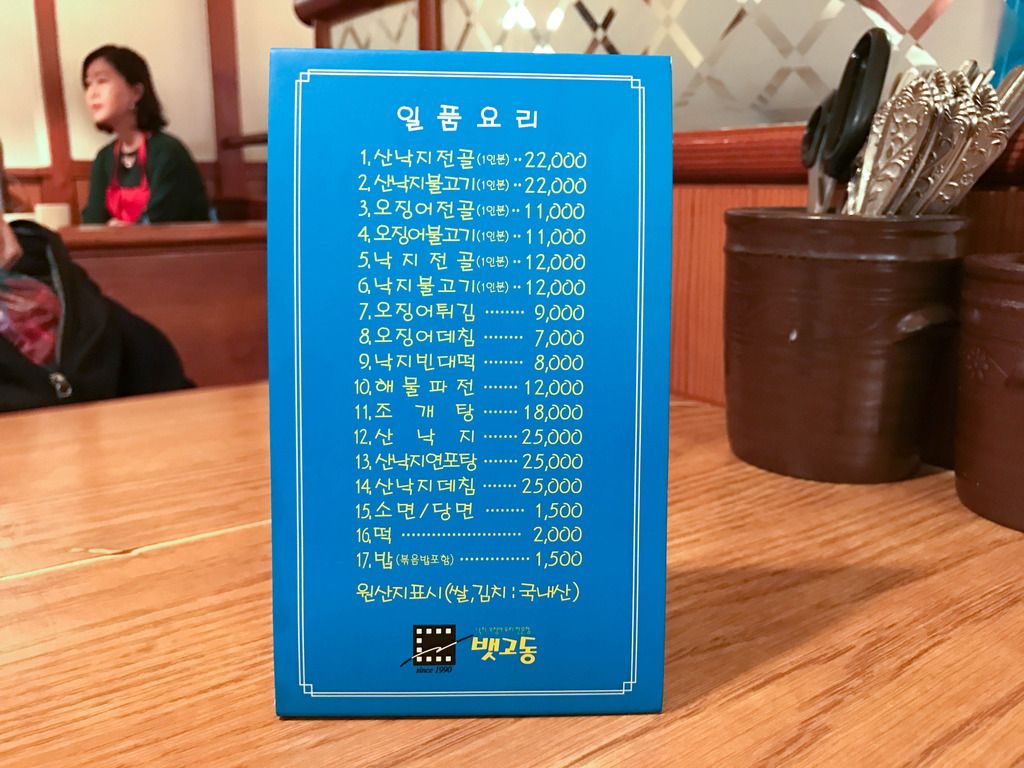 일품요리
1. 산낙지전골(1인분) ·· 22,000
2. 산낙지불고기(1인분) ·· 22,000
3. 오징어전골(1인분) ·· 11,000
4. 오징어불고기(1인분) ·· 11,000
5. 낙지전골(1인분) ·· 12,000
6. 낙지불고기(1인분) ·· 12,000
7. 오징어튀김 ········ 9,000
8. 오징어데침 ········ 7,000
9. 낙지빈대떡 ········ 8,000
10. 해물파전 ······· 12,000
11. 조개탕 ······· 18,000
12. 산낙지 ······· 25,000
13. 산낙지연포탕 ······· 25,000
14. 산낙지데침 ······· 25,000
15. 소면/당면 ········ 1,500
16. 떡 ························ 2,000
17. 밥(볶음밥포함) ·············· 1,500
원산지표시(쌀,김치:국내산)
뱃고동
since 1990